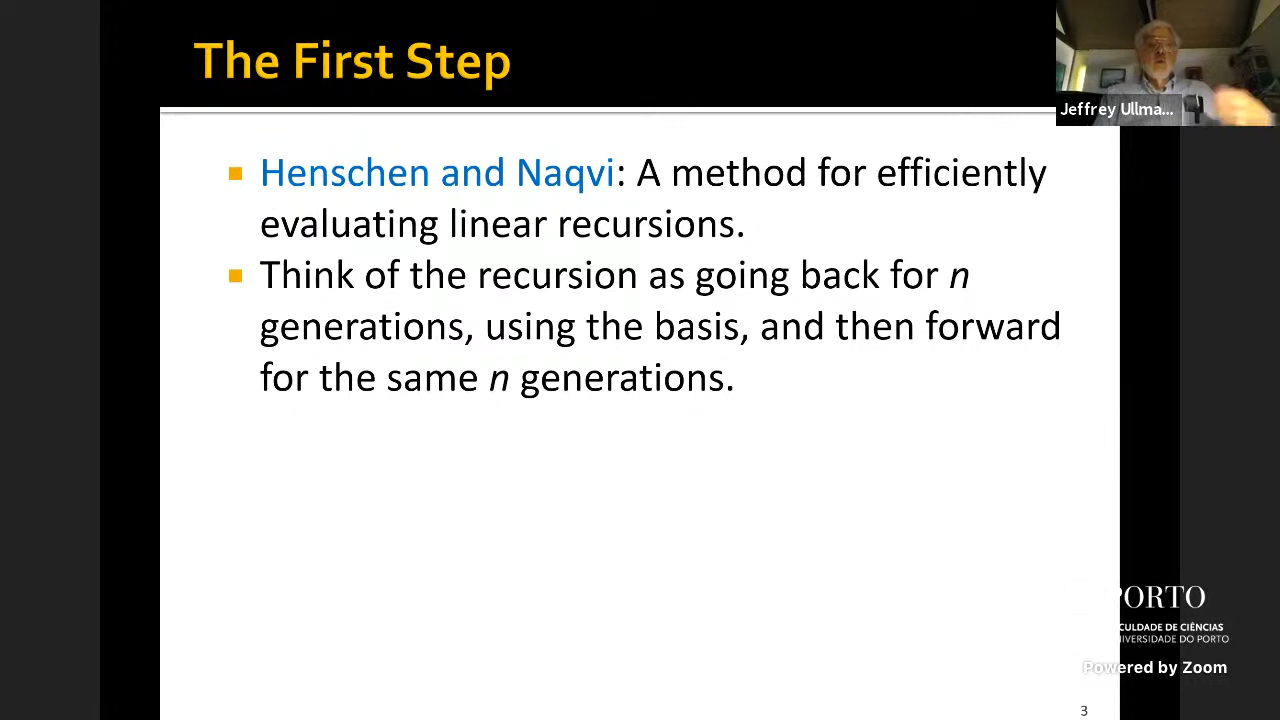 The First Step
Jeffrey Ullma...
Henschen and Naqvi: A method for efficiently
evaluating linear recursions.
Think of the recursion as going back for n
generations, using the basis, and then forward
for the same n generations.
PORTO
CULDADE DE CIÊNCIAS
IVERSIDADE DO PORTO
Powered by Zoom
3